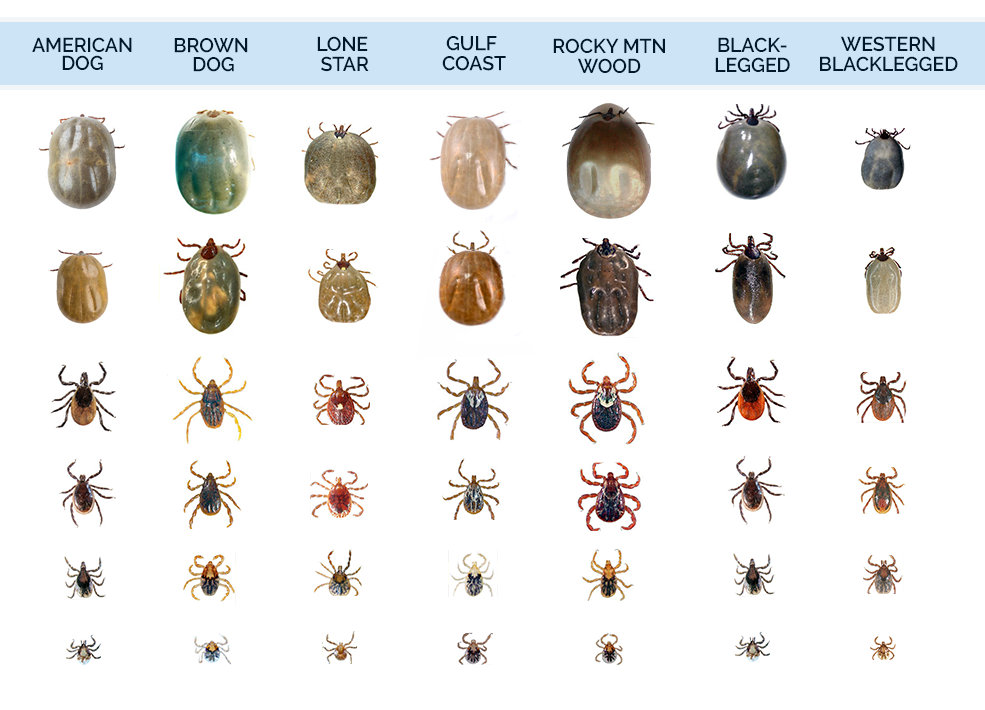 AMERICAN
DOG
BROWN
DOG
LONE
STAR
GULF
COAST
ROCKY MTN
WOOD
BLACK-
LEGGED
WESTERN
BLACKLEGGED